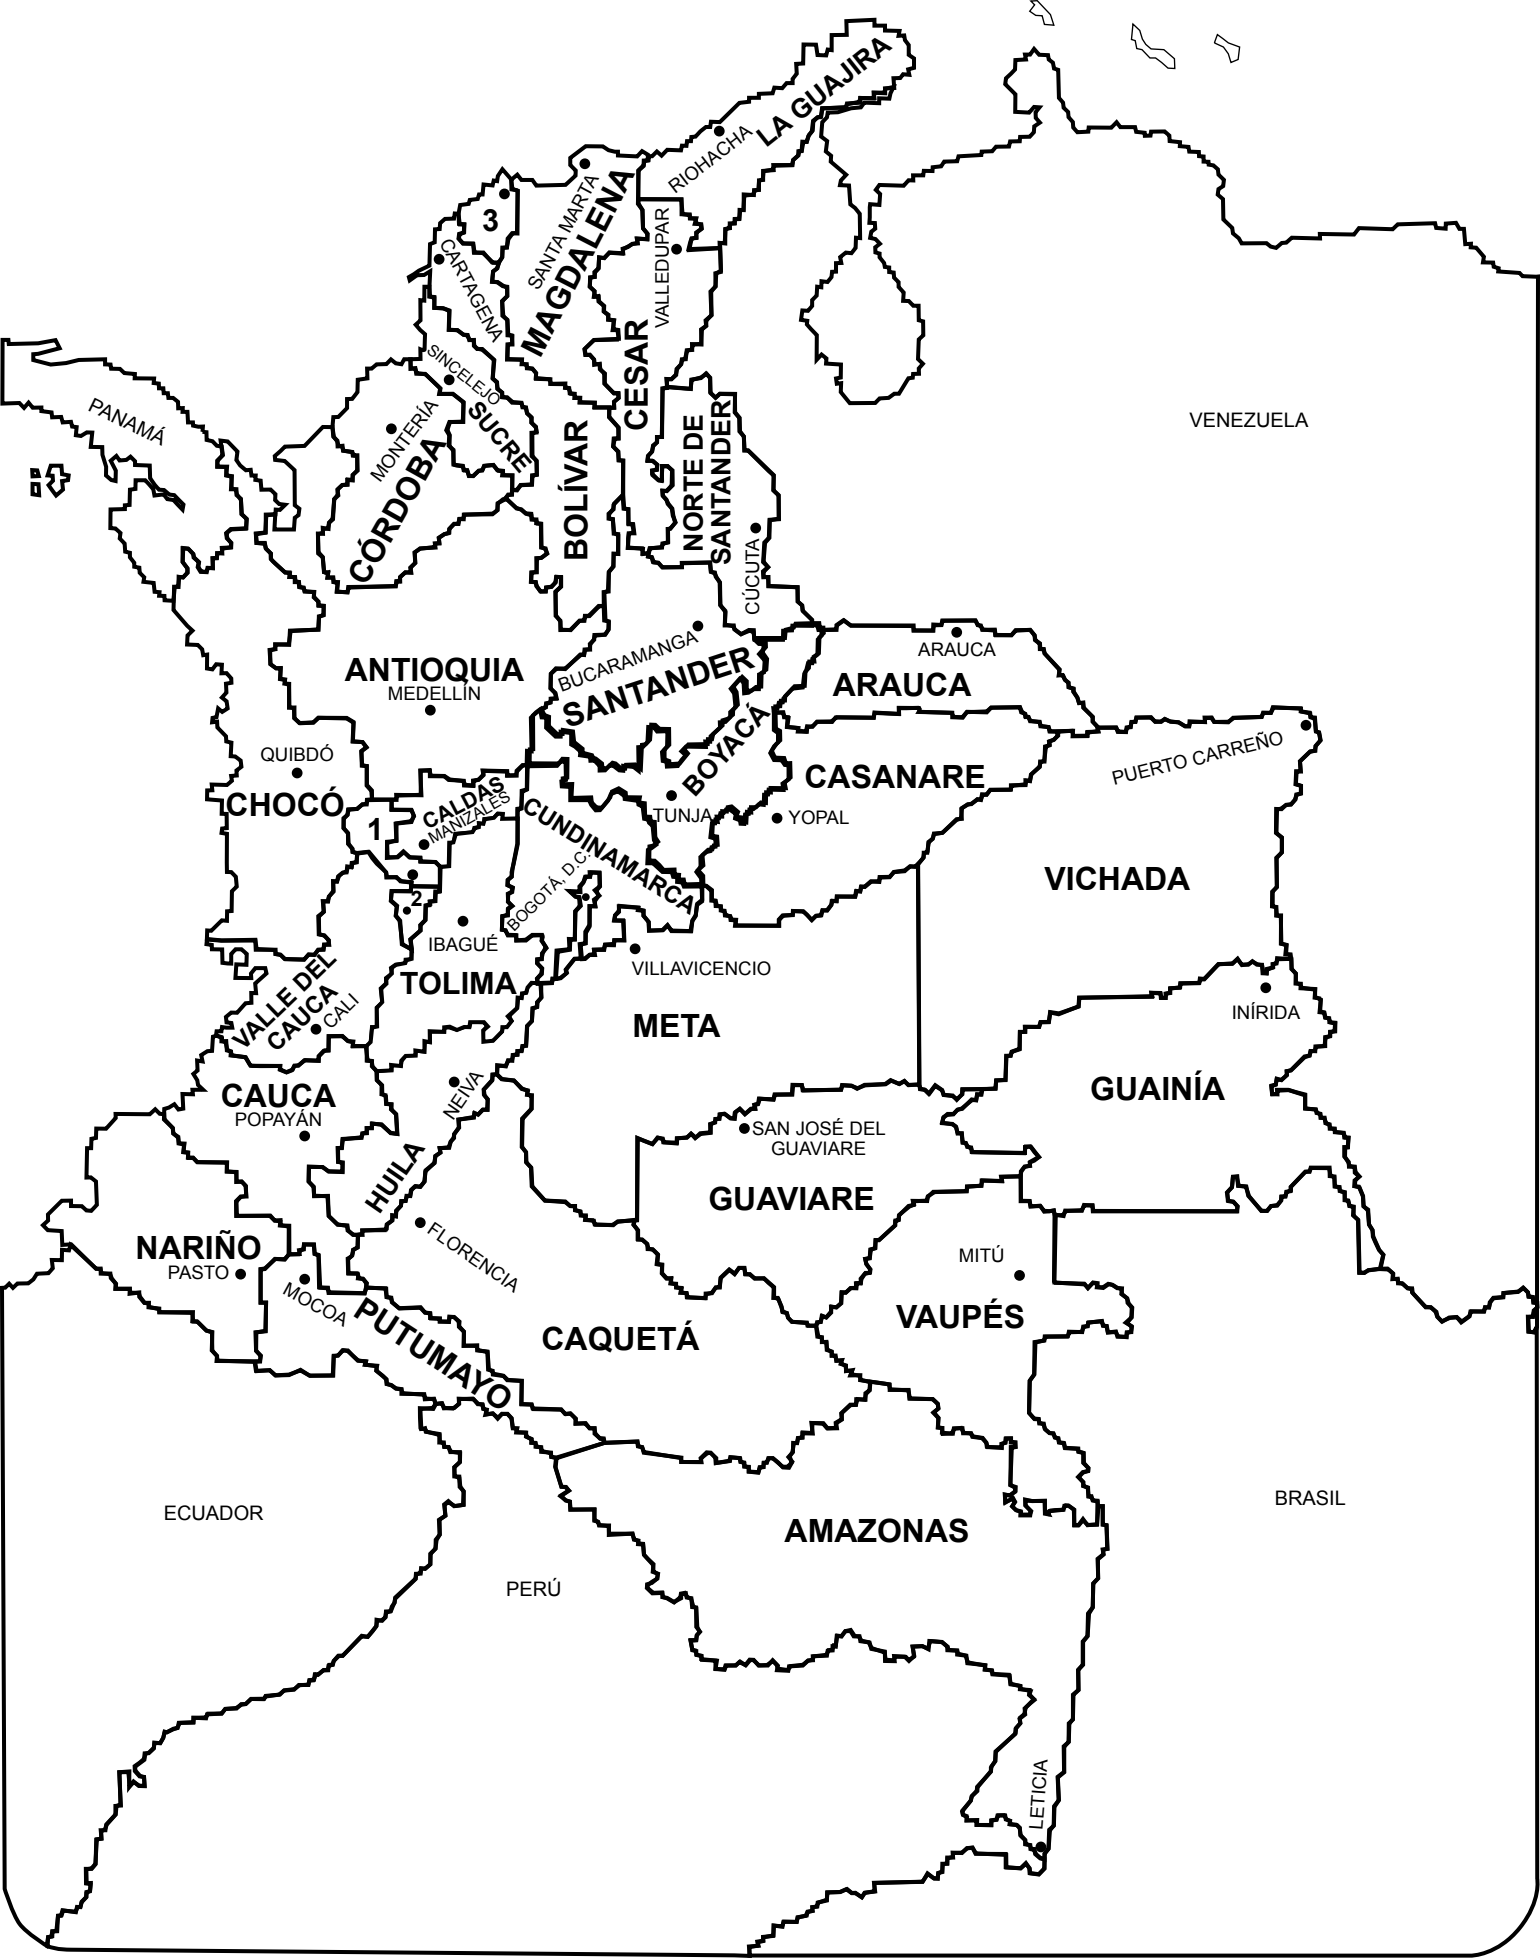 LA GUAJIRA
RIOHACHA
SANTA MARTA
MAGDALENA
3
CARTAGENA
VALLEDUPAR
CESAR
SINCELEJO
SUCRE
PANAMÁ
MONTERÍA
CÓRDOBA
BOLÍVAR
NORTE DE
SANTANDER
CÚCUTA
VENEZUELA
ANTIOQUIA
MEDELLÍN
BUCARAMANGA
SANTANDER
ARAUCA
ARAUCA
QUIBDÓ
CHOCÓ
1
CALDAS
MANIZALES
BOYACÁ
TUNJA
CASANARE
YOPAL
PUERTO CARREÑO
VICHADA
CUNDINAMARCA
BOGOTÁ, D.C.
2
IBAGUÉ
TOLIMA
VILLAVICENCIO
META
VALLE DEL
CAUCA
CALI
INÍRIDA
GUAINÍA
CAUCA
POPAYÁN
NEIVA
HUILA
SAN JOSÉ DEL
GUAVIARE
GUAVIARE
NARIÑO
PASTO
MOCOA
PUTUMAYO
FLORENCIA
CAQUETÁ
MITÚ
VAUPÉS
ECUADOR
PERÚ
AMAZONAS
BRASIL
LETICIA